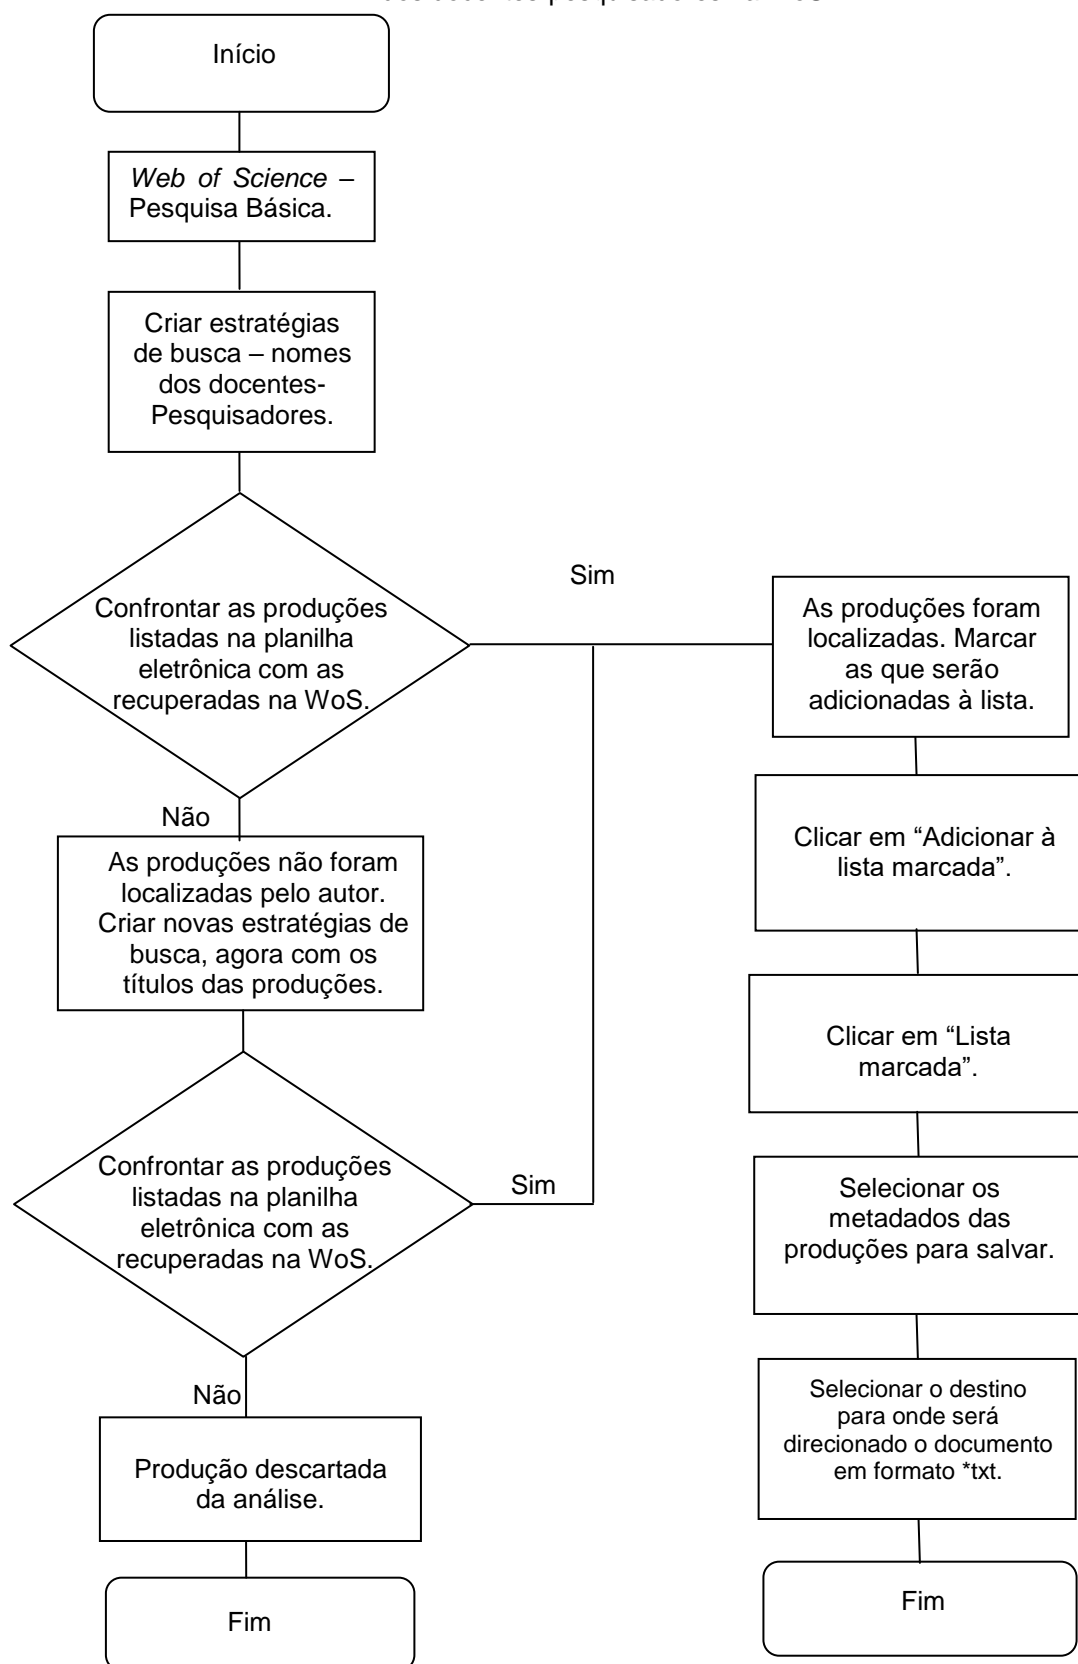 Início
Web of Science –
Pesquisa Básica.
Criar estratégias
de busca – nomes
dos docentes-
Pesquisadores.
Confrontar as produções
listadas na planilha
eletrônica com as
recuperadas na WoS.
Sim
Não
As produções não foram
localizadas pelo autor.
Criar novas estratégias de
busca, agora com os
títulos das produções.
Confrontar as produções
listadas na planilha
eletrônica com as
recuperadas na WoS.
Sim
Não
Produção descartada
da análise.
Fim
As produções foram
localizadas. Marcar
as que serão
adicionadas à lista.
Clicar em “Adicionar à
lista marcada”.
Clicar em “Lista
marcada”.
Selecionar os
metadados das
produções para salvar.
Selecionar o destino
para onde será
direcionado o documento
em formato *txt.
Fim